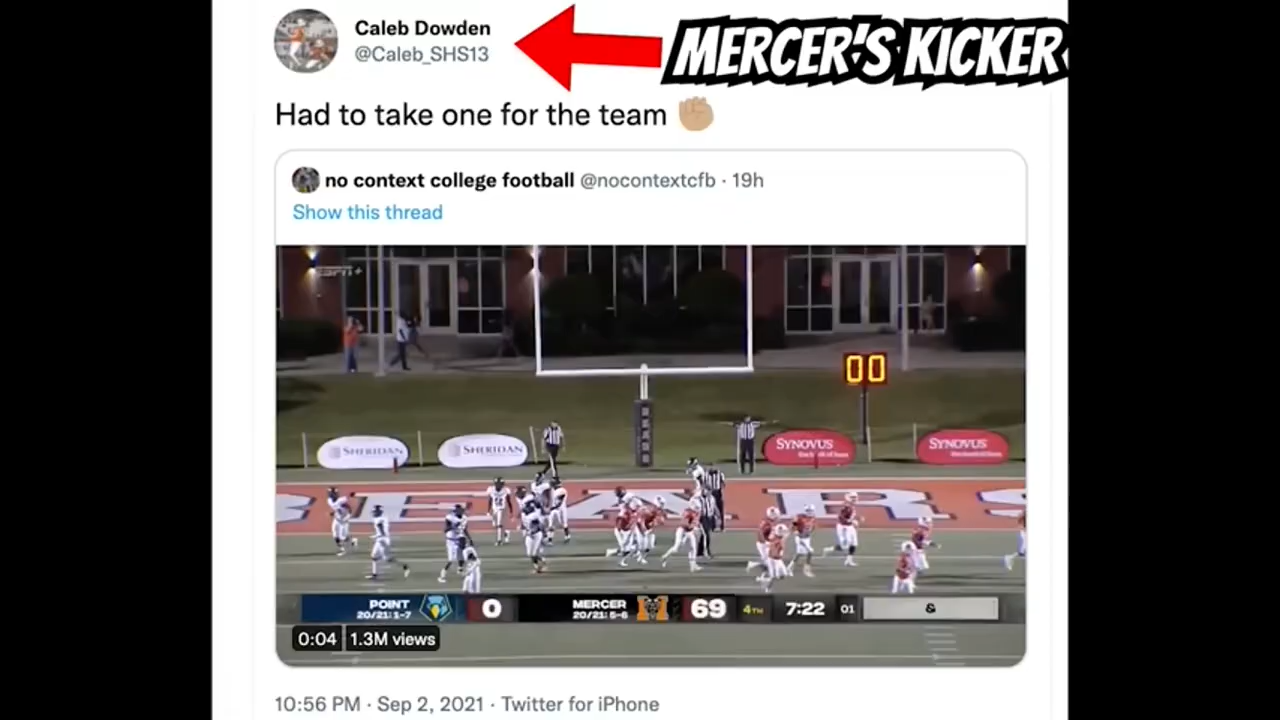 Caleb Dowden
@Caleb_SHS13
MERCER'S KICKER
Had to take one for the team ✊🏼
no context college football @nocontextcfb · 19h
Show this thread
00
SHERIDAN
SHERIDAN
SYNOVUS
SYNOVUS
BEARS
POINT 0 MERCER M 69 4TH 7:22 01 &
20/21: 1-7 20/21: 5-6
0:04 1.3M views
10:56 PM · Sep 2, 2021 · Twitter for iPhone